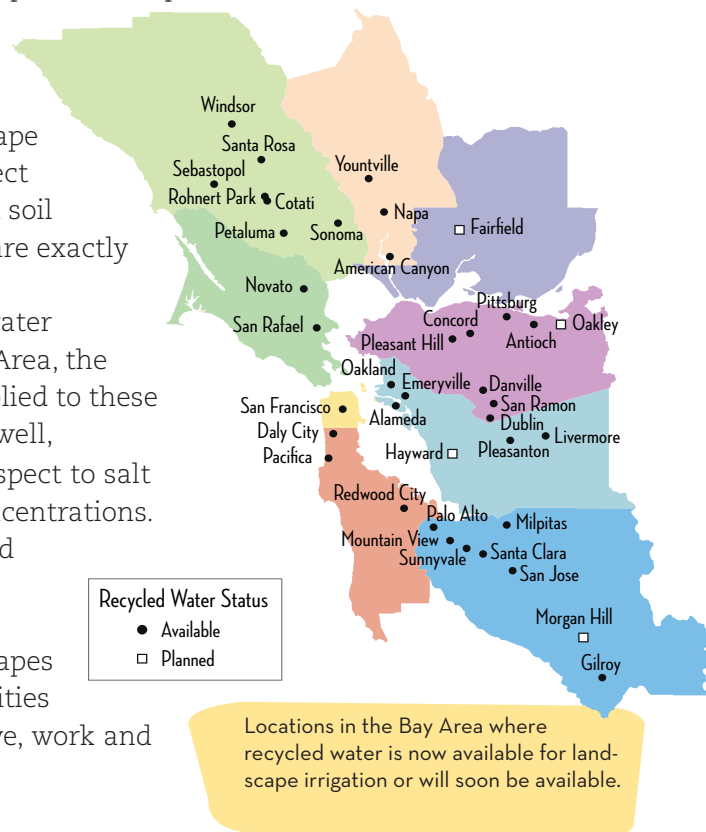 ape
ect
soil
are exactly
ater
Area, the
lied to these
well,
spect to salt
centrations.
d
apes
ities
ve, work and
Windsor
Santa Rosa
Sebastopol
Rohnert Park
Cotati
Petaluma
Sonoma
Yountville
Napa
American Canyon
Fairfield
Novato
San Rafael
Pittsburg
Concord
Oakley
Pleasant Hill
Antioch
Oakland
Emeryville
Danville
San Francisco
Alameda
San Ramon
Daly City
Dublin
Pacifica
Hayward
Pleasanton
Livermore
Redwood City
Palo Alto
Milpitas
Mountain View
Sunnyvale
Santa Clara
San Jose
Morgan Hill
Gilroy
Recycled Water Status
Available
Planned
Locations in the Bay Area where
recycled water is now available for land-
scape irrigation or will soon be available.